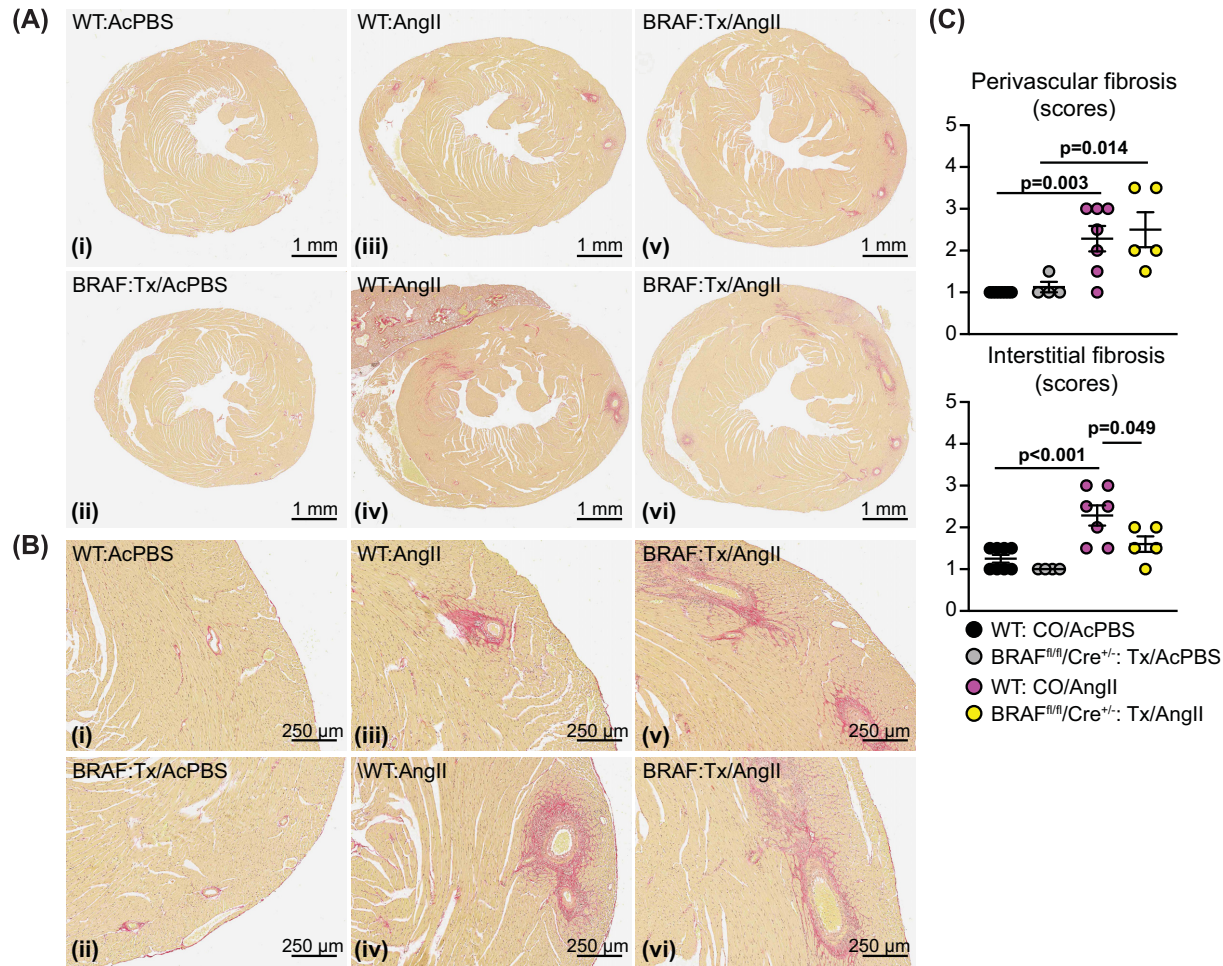 (A)
WT:AcPBS
(i)
1 mm
WT:AngII
(iii)
1 mm
BRAF:Tx/AngII
(v)
1 mm
BRAF:Tx/AcPBS
(ii)
1 mm
WT:AngII
(iv)
1 mm
BRAF:Tx/AngII
(vi)
1 mm
(B)
WT:AcPBS
(i)
250 µm
WT:AngII
(iii)
250 µm
BRAF:Tx/AngII
(v)
250 µm
BRAF:Tx/AcPBS
(ii)
250 µm
\WT:AngII
(iv)
250 µm
BRAF:Tx/AngII
(vi)
250 µm
(C)
Perivascular fibrosis
(scores)
5
4
3
2
1
0
p=0.014
p=0.003
Interstitial fibrosis
(scores)
5
4
3
2
1
0
p=0.049
p<0.001
WT: CO/AcPBS
BRAFfl/fl/Cre+/-: Tx/AcPBS
WT: CO/AngII
BRAFfl/fl/Cre+/-: Tx/AngII